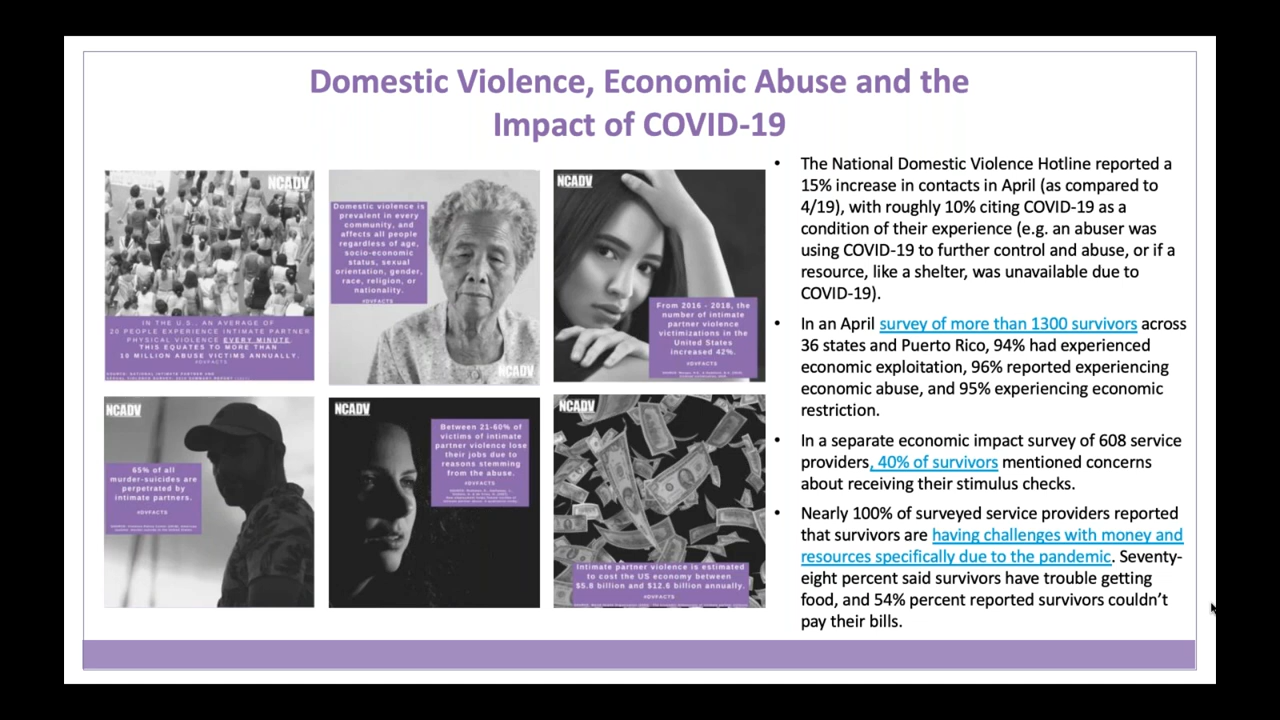 Domestic Violence, Economic Abuse and the
Impact of COVID-19
NCADV
IN THE U.S., AN AVERAGE OF
20 PEOPLE EXPERIENCE INTIMATE PARTNER
PHYSICAL VIOLENCE EVERY MINUTE.
THIS EQUATES TO MORE THAN
10 MILLION ABUSE VICTIMS ANNUALLY.
#DVFACTS
Domestic violence is
prevalent in every
community, and
affects all people
regardless of age,
socio-economic
status, sexual
orientation, gender,
race, religion, or
nationality.
#DVFACTS
NCADV
NCADV
From 2016 - 2018, the
number of intimate
partner violence
victimizations in the
United States
increased 42%.
#DVFACTS
NCADV
65% of all
murder-suicides are
perpetrated by
intimate partners.
#DVFACTS
NCADV
Between 21-60% of
victims of intimate
partner violence lose
their jobs due to
reasons stemming
from the abuse.
#DVFACTS
NCADV
Intimate partner violence is estimated
to cost the US economy between
$5.8 billion and $12.6 billion annually.
#DVFACTS
• The National Domestic Violence Hotline reported a
15% increase in contacts in April (as compared to
4/19), with roughly 10% citing COVID-19 as a
condition of their experience (e.g. an abuser was
using COVID-19 to further control and abuse, or if a
resource, like a shelter, was unavailable due to
COVID-19).
• In an April survey of more than 1300 survivors across
36 states and Puerto Rico, 94% had experienced
economic exploitation, 96% reported experiencing
economic abuse, and 95% experiencing economic
restriction.
• In a separate economic impact survey of 608 service
providers, 40% of survivors mentioned concerns
about receiving their stimulus checks.
• Nearly 100% of surveyed service providers reported
that survivors are having challenges with money and
resources specifically due to the pandemic. Seventy-
eight percent said survivors have trouble getting
food, and 54% percent reported survivors couldn't
pay their bills.